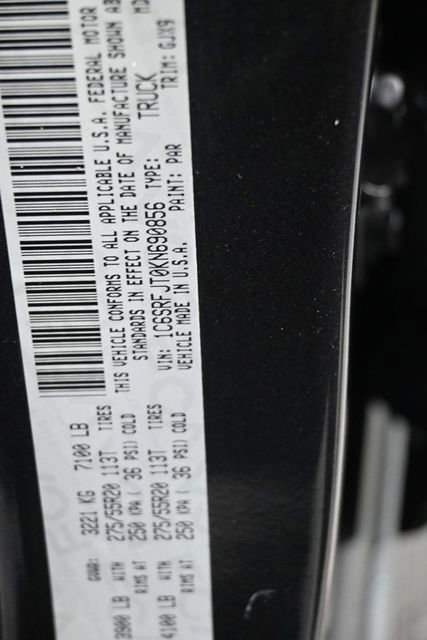 GVWR: 3221 KG 7100 LB
3900 LB WITH 275/55R20 113T TIRES
RIMS AT 250 KPA ( 36 PSI) COLD
4100 LB WITH 275/55R20 113T TIRES
RIMS AT 250 KPA ( 36 PSI) COLD
THIS VEHICLE CONFORMS TO ALL APPLICABLE U.S.A. FEDERAL MOTOR
STANDARDS IN EFFECT ON THE DATE OF MANUFACTURE SHOWN AB
VIN: 1C6SRFJT0KN690856 TYPE: TRUCK MD
PAINT: PAR TRIM: GJX9
VEHICLE MADE IN U.S.A.